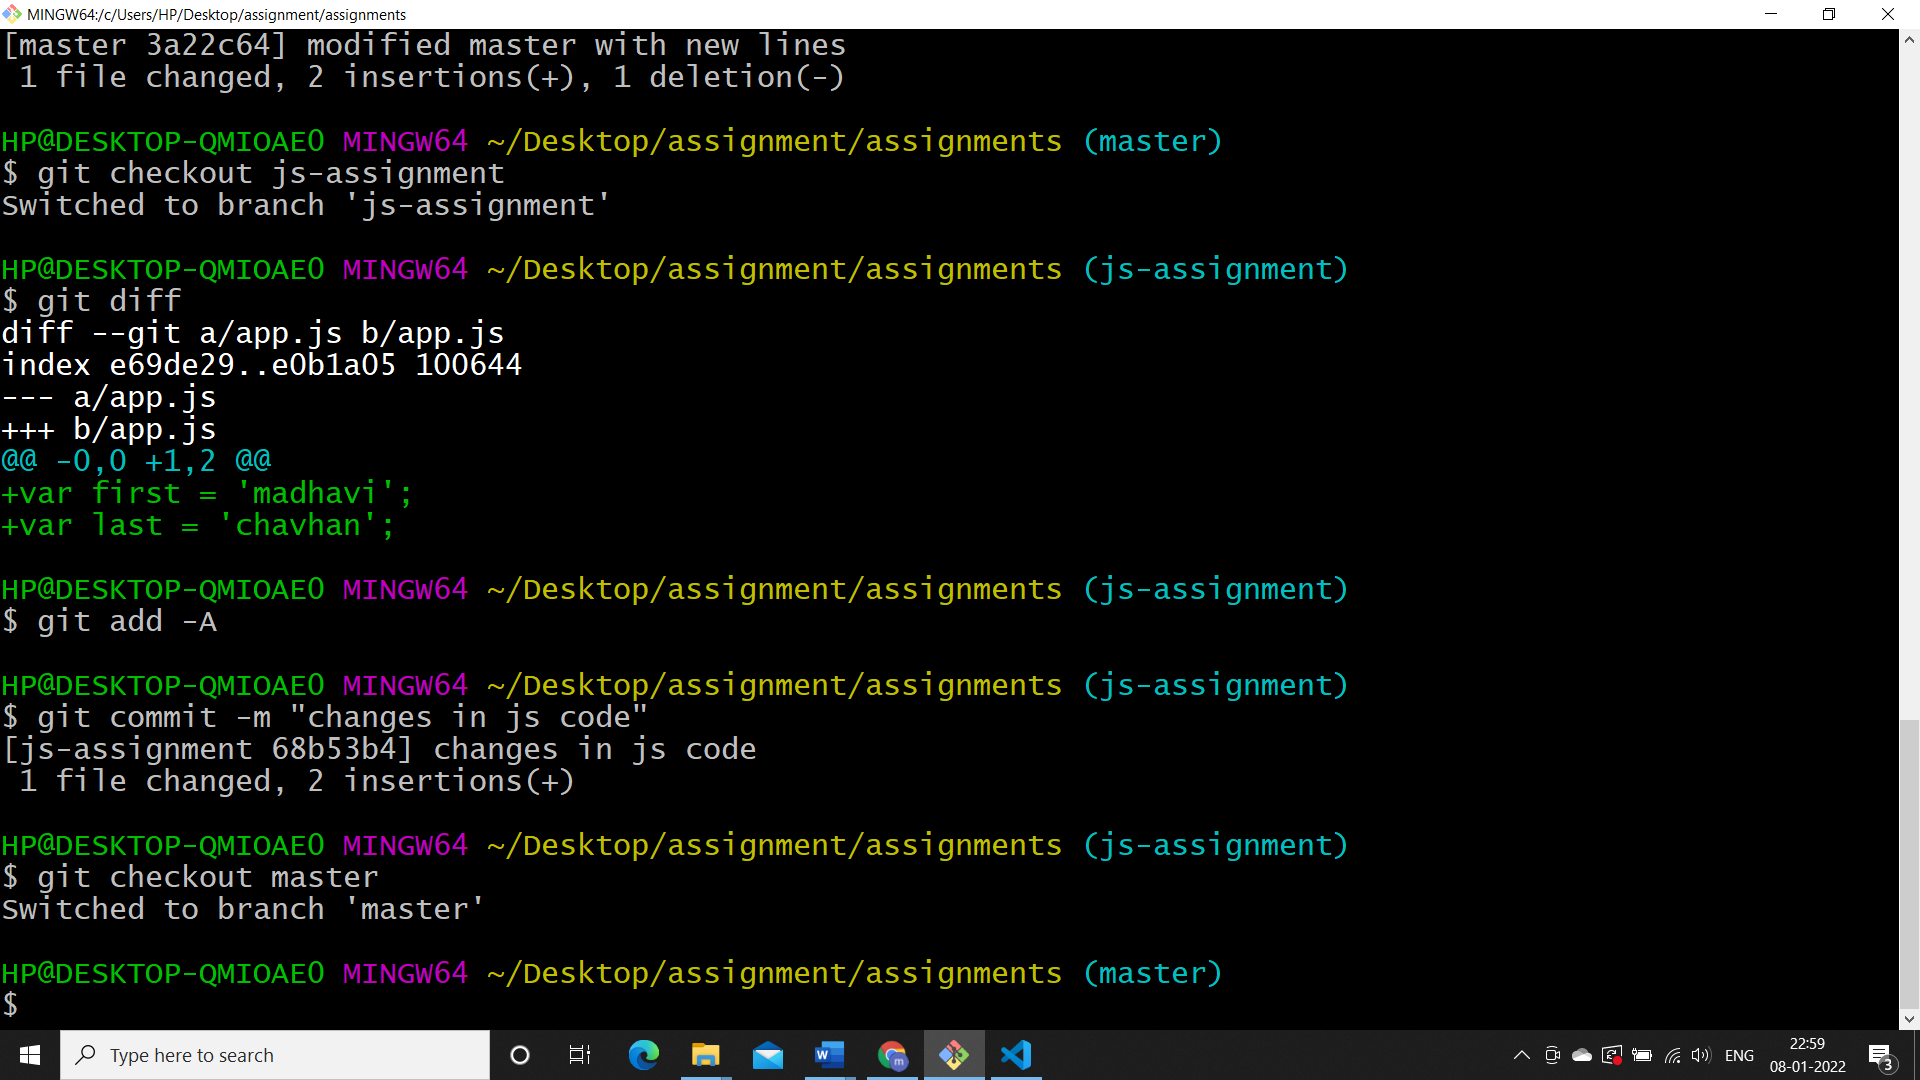 MINGW64:/c/Users/HP/Desktop/assignment/assignments
[master 3a22c64] modified master with new lines
 1 file changed, 2 insertions(+), 1 deletion(-)
HP@DESKTOP-QMIOAE0 MINGW64 ~/Desktop/assignment/assignments (master)
$ git checkout js-assignment
Switched to branch 'js-assignment'
HP@DESKTOP-QMIOAE0 MINGW64 ~/Desktop/assignment/assignments (js-assignment)
$ git diff
diff --git a/app.js b/app.js
index e69de29..e0b1a05 100644
--- a/app.js
+++ b/app.js
@@ -0,0 +1,2 @@
+var first = 'madhavi';
+var last = 'chavhan';
HP@DESKTOP-QMIOAE0 MINGW64 ~/Desktop/assignment/assignments (js-assignment)
$ git add -A
HP@DESKTOP-QMIOAE0 MINGW64 ~/Desktop/assignment/assignments (js-assignment)
$ git commit -m "changes in js code"
[js-assignment 68b53b4] changes in js code
 1 file changed, 2 insertions(+)
HP@DESKTOP-QMIOAE0 MINGW64 ~/Desktop/assignment/assignments (js-assignment)
$ git checkout master
Switched to branch 'master'
HP@DESKTOP-QMIOAE0 MINGW64 ~/Desktop/assignment/assignments (master)
$
Type here to search
W
m
ENG
22:59
08-01-2022
3